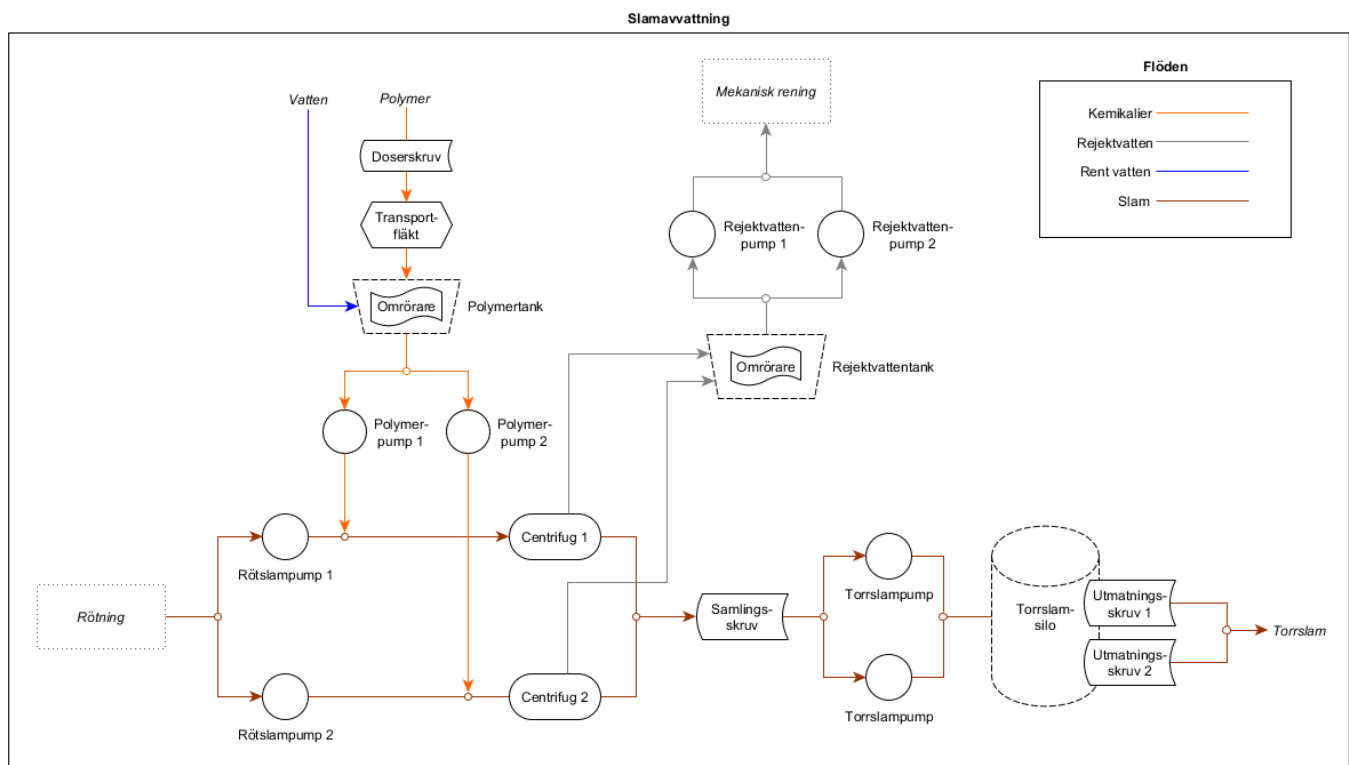 Slamavvattning
Flöden
Kemikalier
Rejektvatten
Rent vatten
Slam
Vatten
Polymer
Doserskruv
Transport-
fläkt
Omrörare
Polymertank
Polymer-
pump 1
Polymer-
pump 2
Mekanisk rening
Rejektvatten-
pump 1
Rejektvatten-
pump 2
Omrörare
Rejektvattentank
Rötning
Rötslampump 1
Rötslampump 2
Centrifug 1
Centrifug 2
Samlings-
skruv
Torrslampump
Torrslampump
Torrslam-
silo
Utmatnings-
skruv 1
Utmatnings-
skruv 2
Torrslam